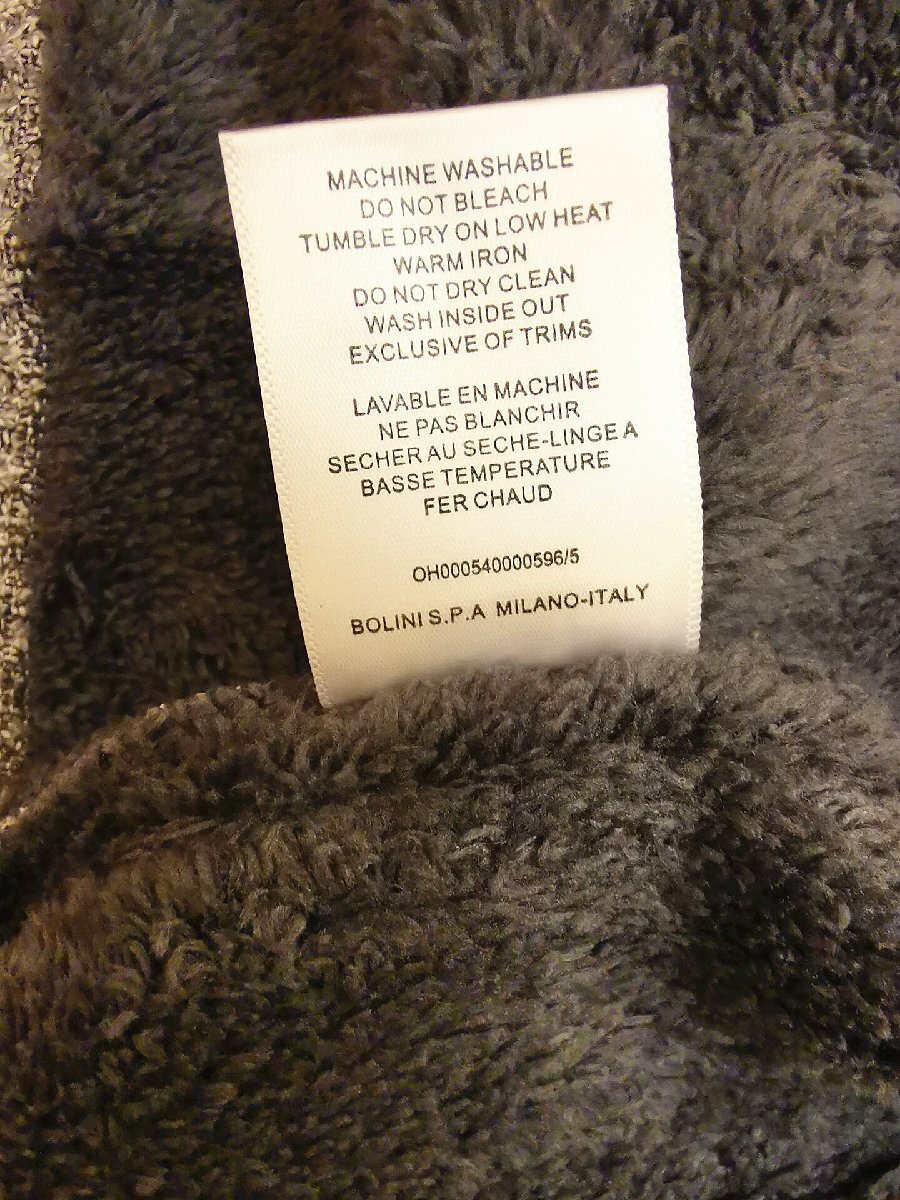 MACHINE WASHABLE
DO NOT BLEACH
TUMBLE DRY ON LOW HEAT
WARM IRON
DO NOT DRY CLEAN
WASH INSIDE OUT
EXCLUSIVE OF TRIMS
LAVABLE EN MACHINE
NE PAS BLANCHIR
SECHER AU SECHE-LINGE A
BASSE TEMPERATURE
FER CHAUD
OH000540000596/5
BOLINI S.P.A MILANO-ITALY